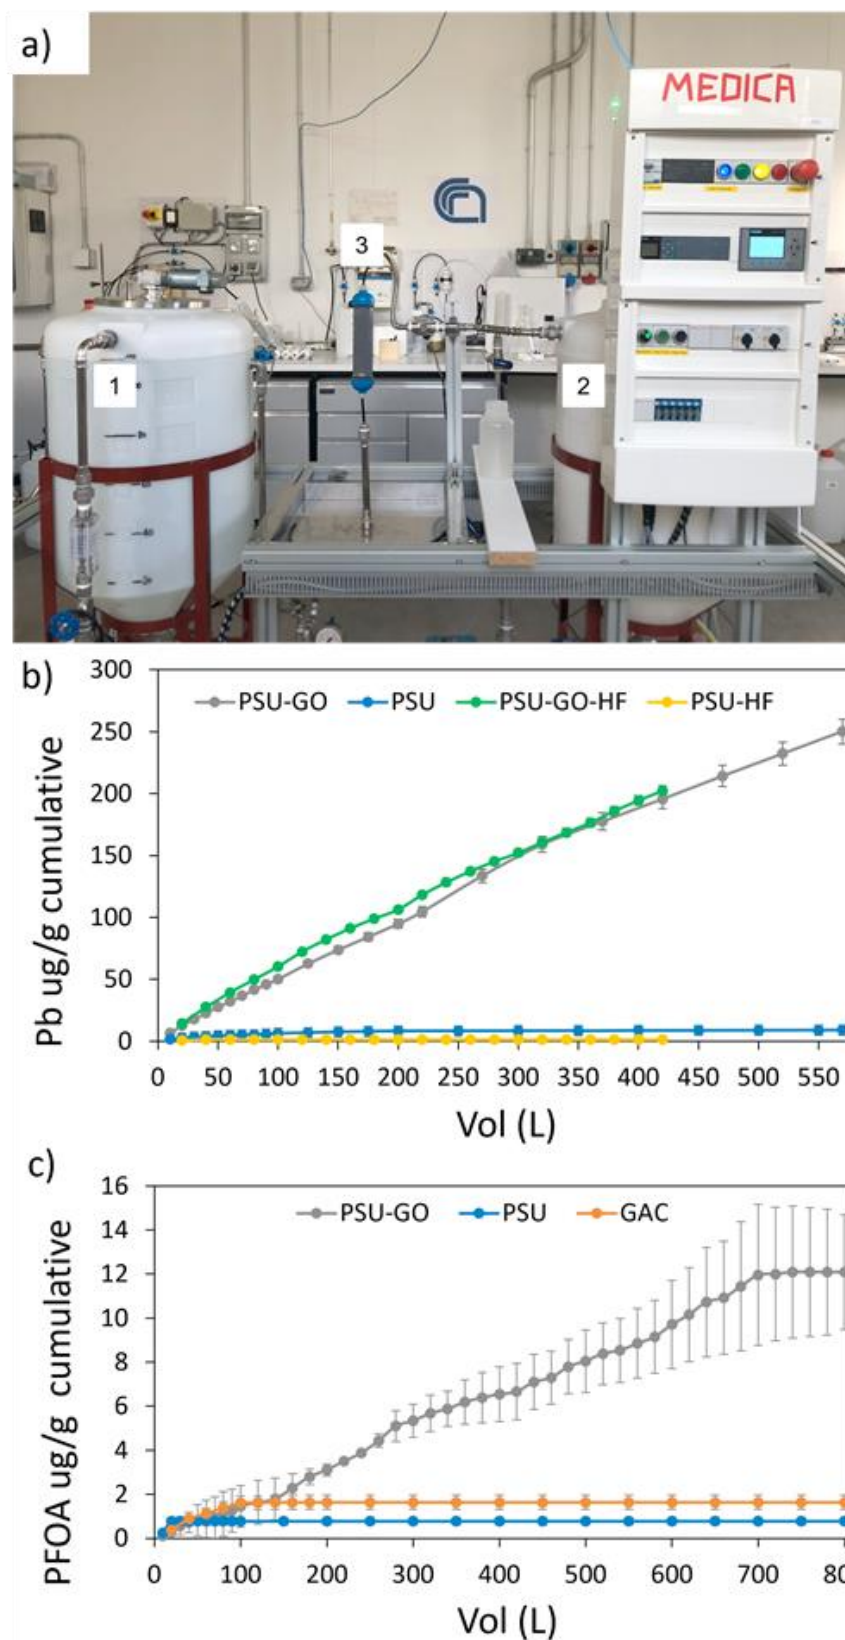 a)
MEDICA
3
1
2
b)
PSU-GO PSU PSU-GO-HF PSU-HF
Pb ug/g cumulative
300
250
200
150
100
50
0
0 50 100 150 200 250 300 350 400 450 500 550
Vol (L)
c)
PSU-GO PSU GAC
PFOA ug/g cumulative
16
14
12
10
8
6
4
2
0
0 100 200 300 400 500 600 700 80
Vol (L)